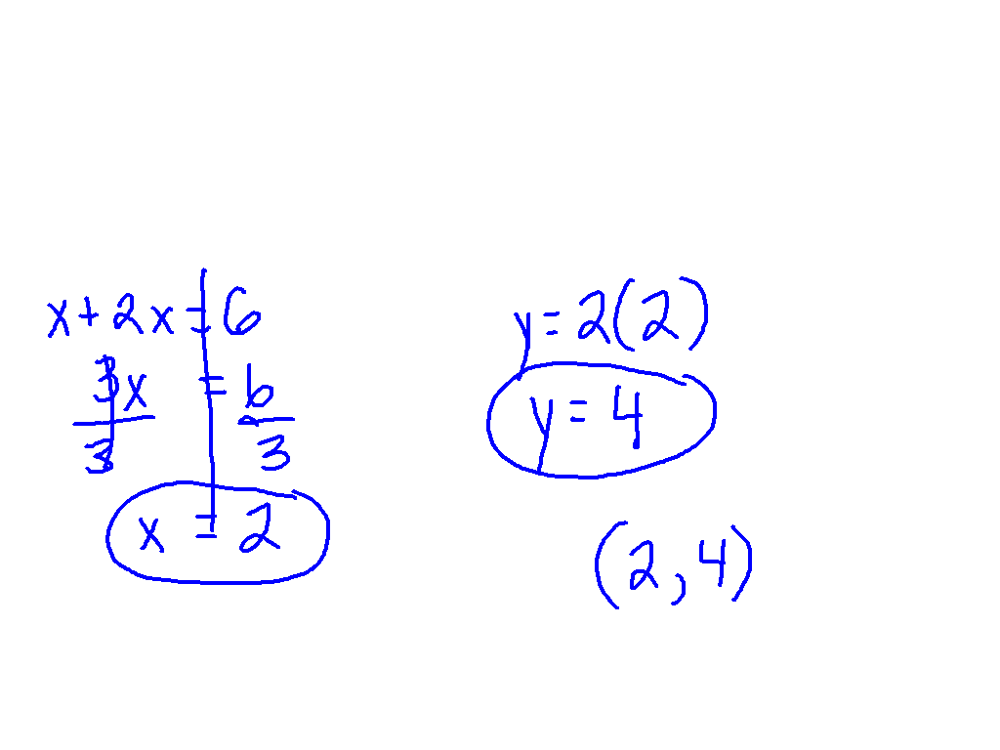 x + 2x = 6
3x = 6
3 3
x = 2
y = 2(2)
y = 4
(2, 4)